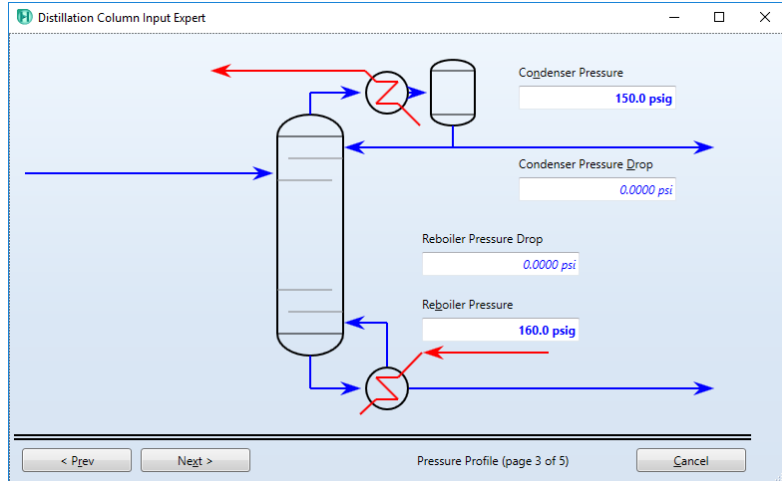 Distillation Column Input Expert
Condenser Pressure
150.0 psig
Condenser Pressure Drop
0.0000 psi
Reboiler Pressure Drop
0.0000 psi
Reboiler Pressure
160.0 psig
< Prev
Next >
Pressure Profile (page 3 of 5)
Cancel